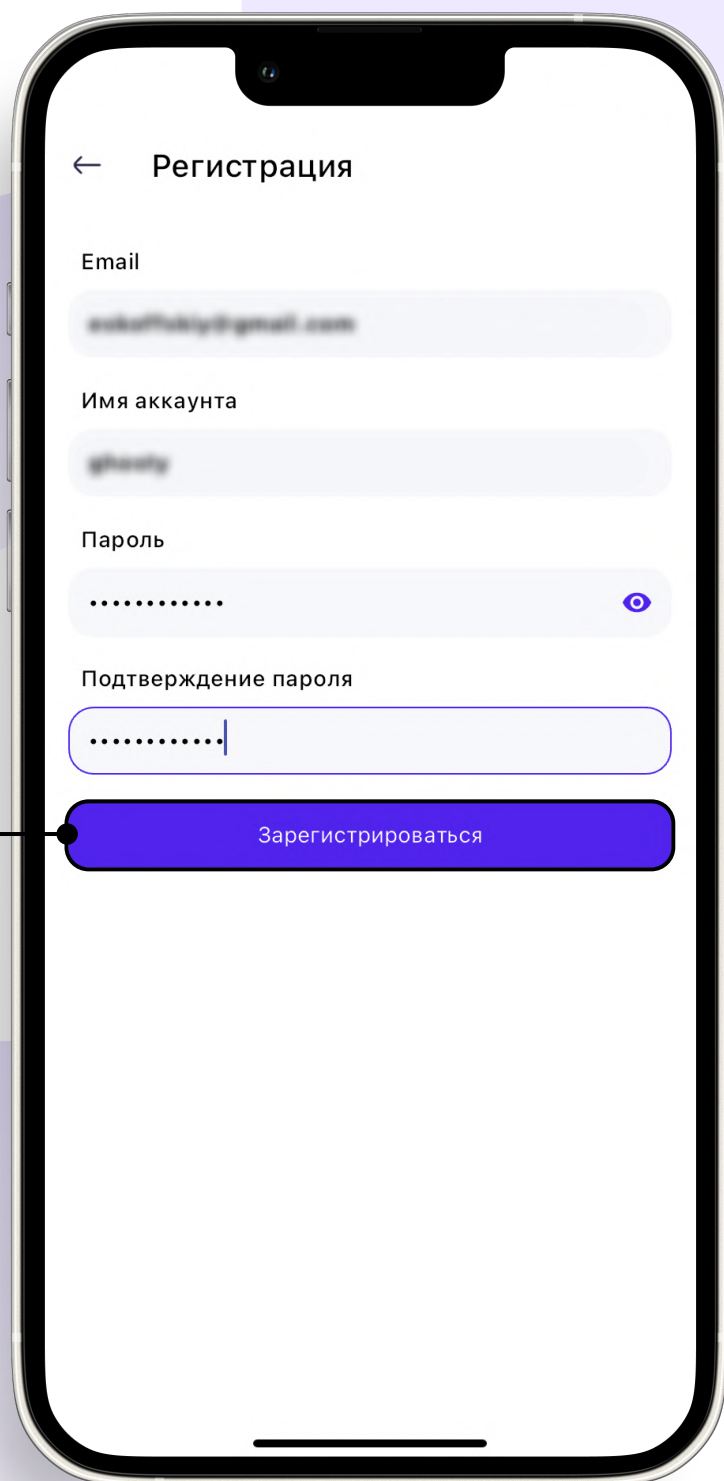 Регистрация
Email
Имя аккаунта
Пароль
••••••••••••
Подтверждение пароля
••••••••••••
Зарегистрироваться